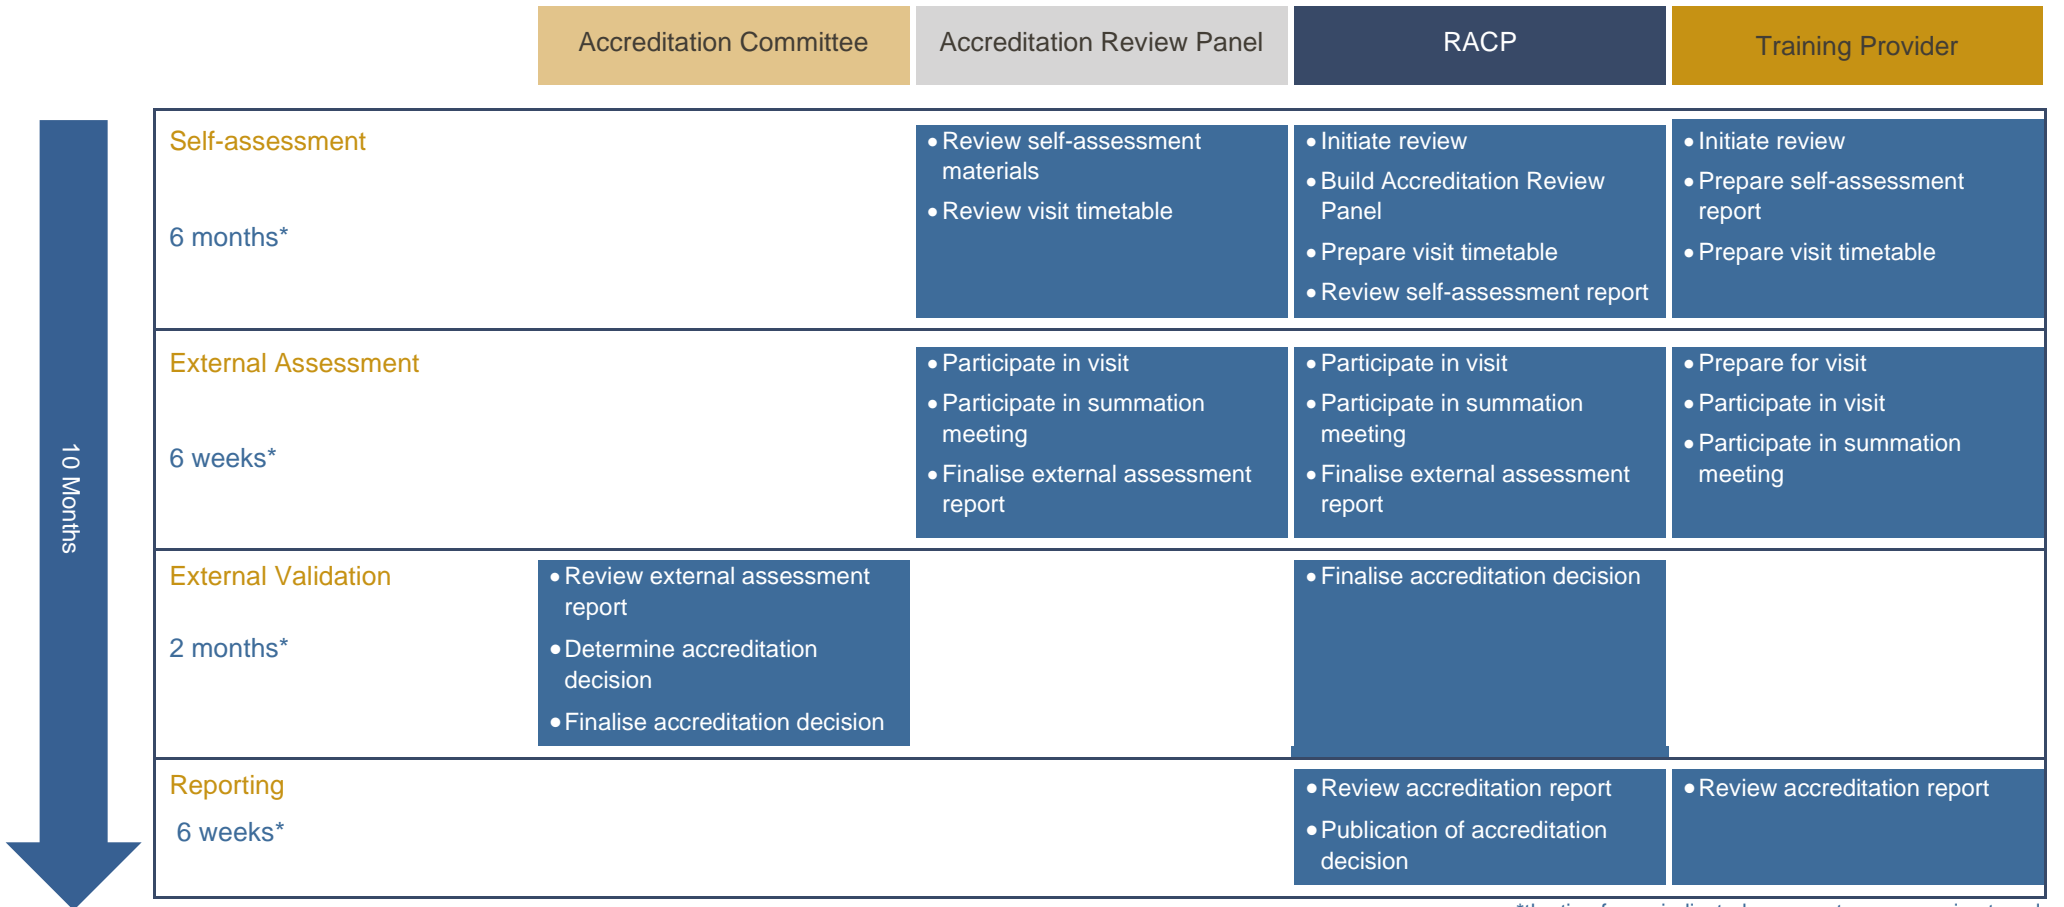 Accreditation Committee
Accreditation Review Panel
RACP
Training Provider
10 Months
Self-assessment
6 months*
• Review self-assessment
materials
• Review visit timetable
• Initiate review
• Build Accreditation Review
Panel
• Prepare visit timetable
• Review self-assessment report
• Initiate review
• Prepare self-assessment
report
• Prepare visit timetable
External Assessment
6 weeks*
• Participate in visit
• Participate in summation
meeting
• Finalise external assessment
report
• Participate in visit
• Participate in summation
meeting
• Finalise external assessment
report
• Prepare for visit
• Participate in visit
• Participate in summation
meeting
External Validation
2 months*
• Review external assessment
report
• Determine accreditation
decision
• Finalise accreditation decision
• Finalise accreditation decision
Reporting
6 weeks*
• Review accreditation report
• Publication of accreditation
decision
• Review accreditation report